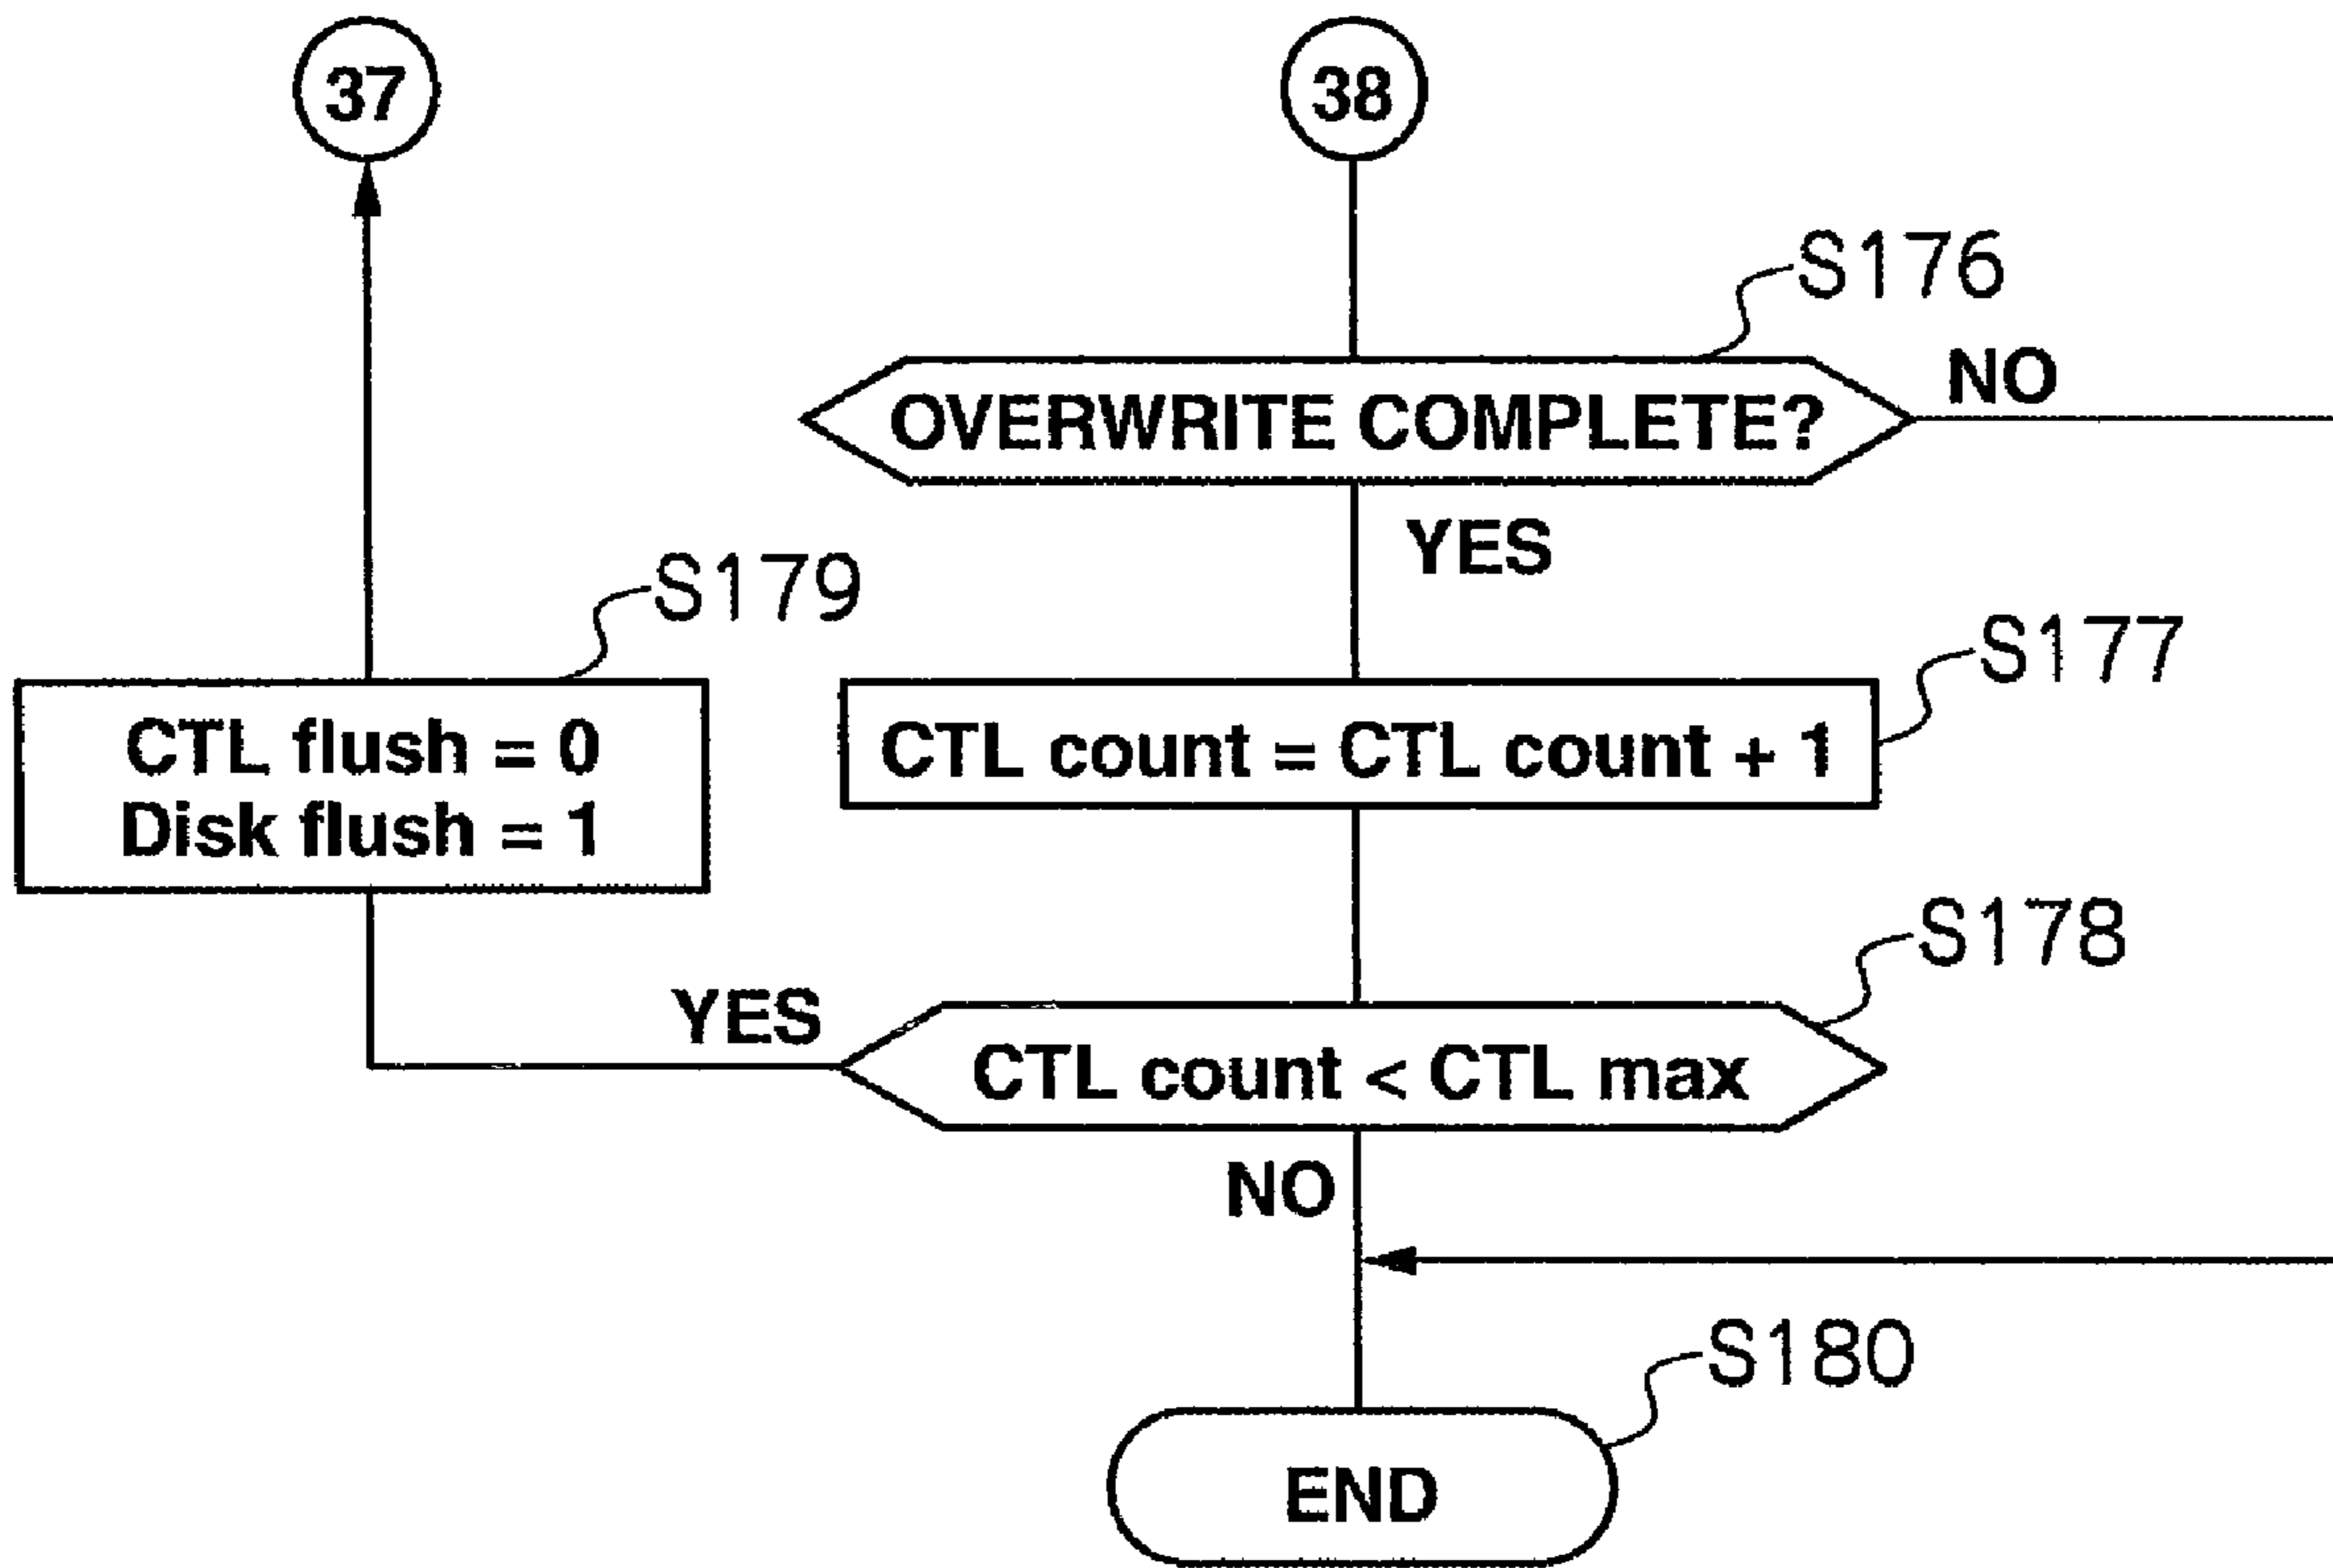 37
38
S176
OVERWRITE COMPLETE?
NO
YES
S179
S177
CTL flush = 0
Disk flush = 1
CTL count = CTL count + 1
S178
YES
CTL count < CTL max
NO
S180
END